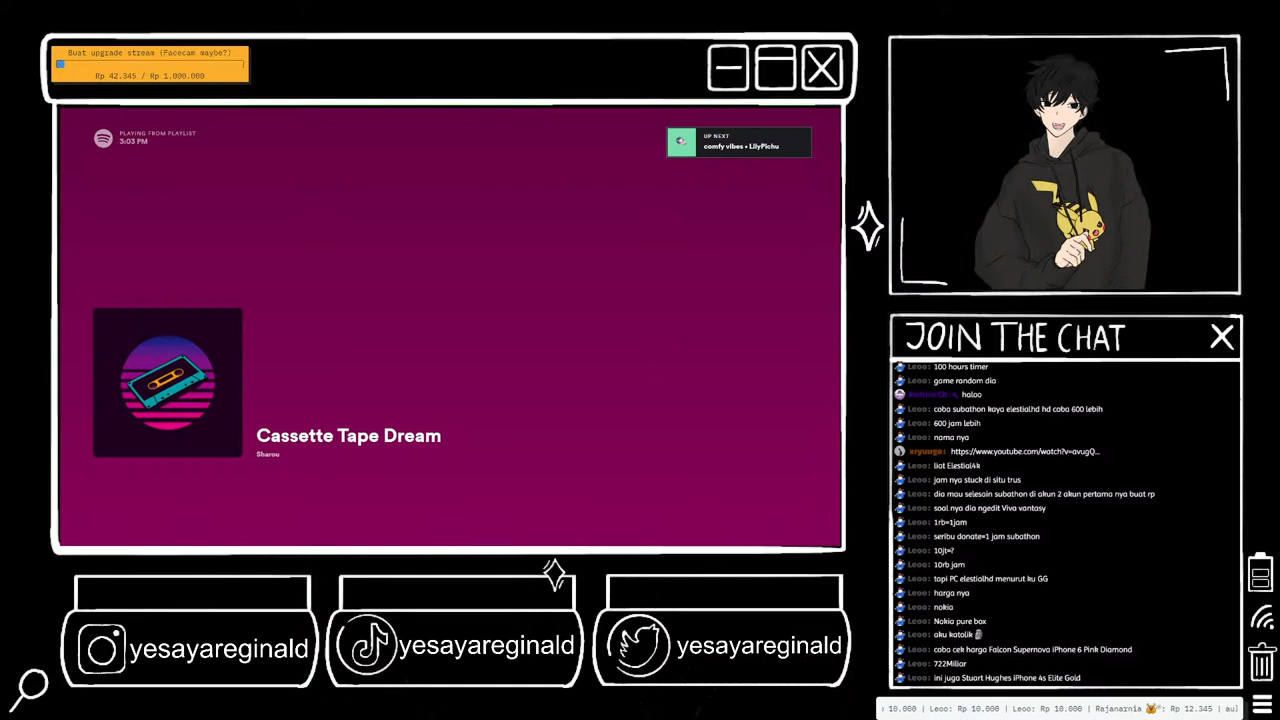 Buat upgrade stream (Facecam maybe?)
Rp 42.345 / Rp 1.000.000
PLAYING FROM PLAYLIST
3:03 PM
UP NEXT
comfy vibes • LilyPichu
Cassette Tape Dream
Sharou
JOIN THE CHAT
Leoo: 100 hours timer
Leoo: game random dia
haloo
Leoo: coba subathon kaya elestialhd hd coba 600 lebih
Leoo: 600 jam lebih
Leoo: nama nya
xryuuga: https://www.youtube.com/watch?v=avugQ...
Leoo: liat Elestial4k
Leoo: jam nya stuck di situ trus
Leoo: dia mau selesain subathon di akun 2 akun pertama nya buat rp
Leoo: soal nya dia ngedit Viva vantasy
Leoo: 1rb=1jam
Leoo: seribu donate=1 jam subathon
Leoo: 10jt=?
Leoo: 10rb jam
Leoo: tapi PC elestialhd menurut ku GG
Leoo: harga nya
Leoo: nokia
Leoo: Nokia pure box
Leoo: aku katolik 🗿
Leoo: coba cek harga Falcon Supernova iPhone 6 Pink Diamond
Leoo: 722Miliar
Leoo: ini juga Stuart Hughes iPhone 4s Elite Gold
yesayareginald
yesayareginald
yesayareginald
10.000 | Leoo: Rp 10.000 | Leoo: Rp 10.000 | Rajanarnia : Rp 12.345 | au